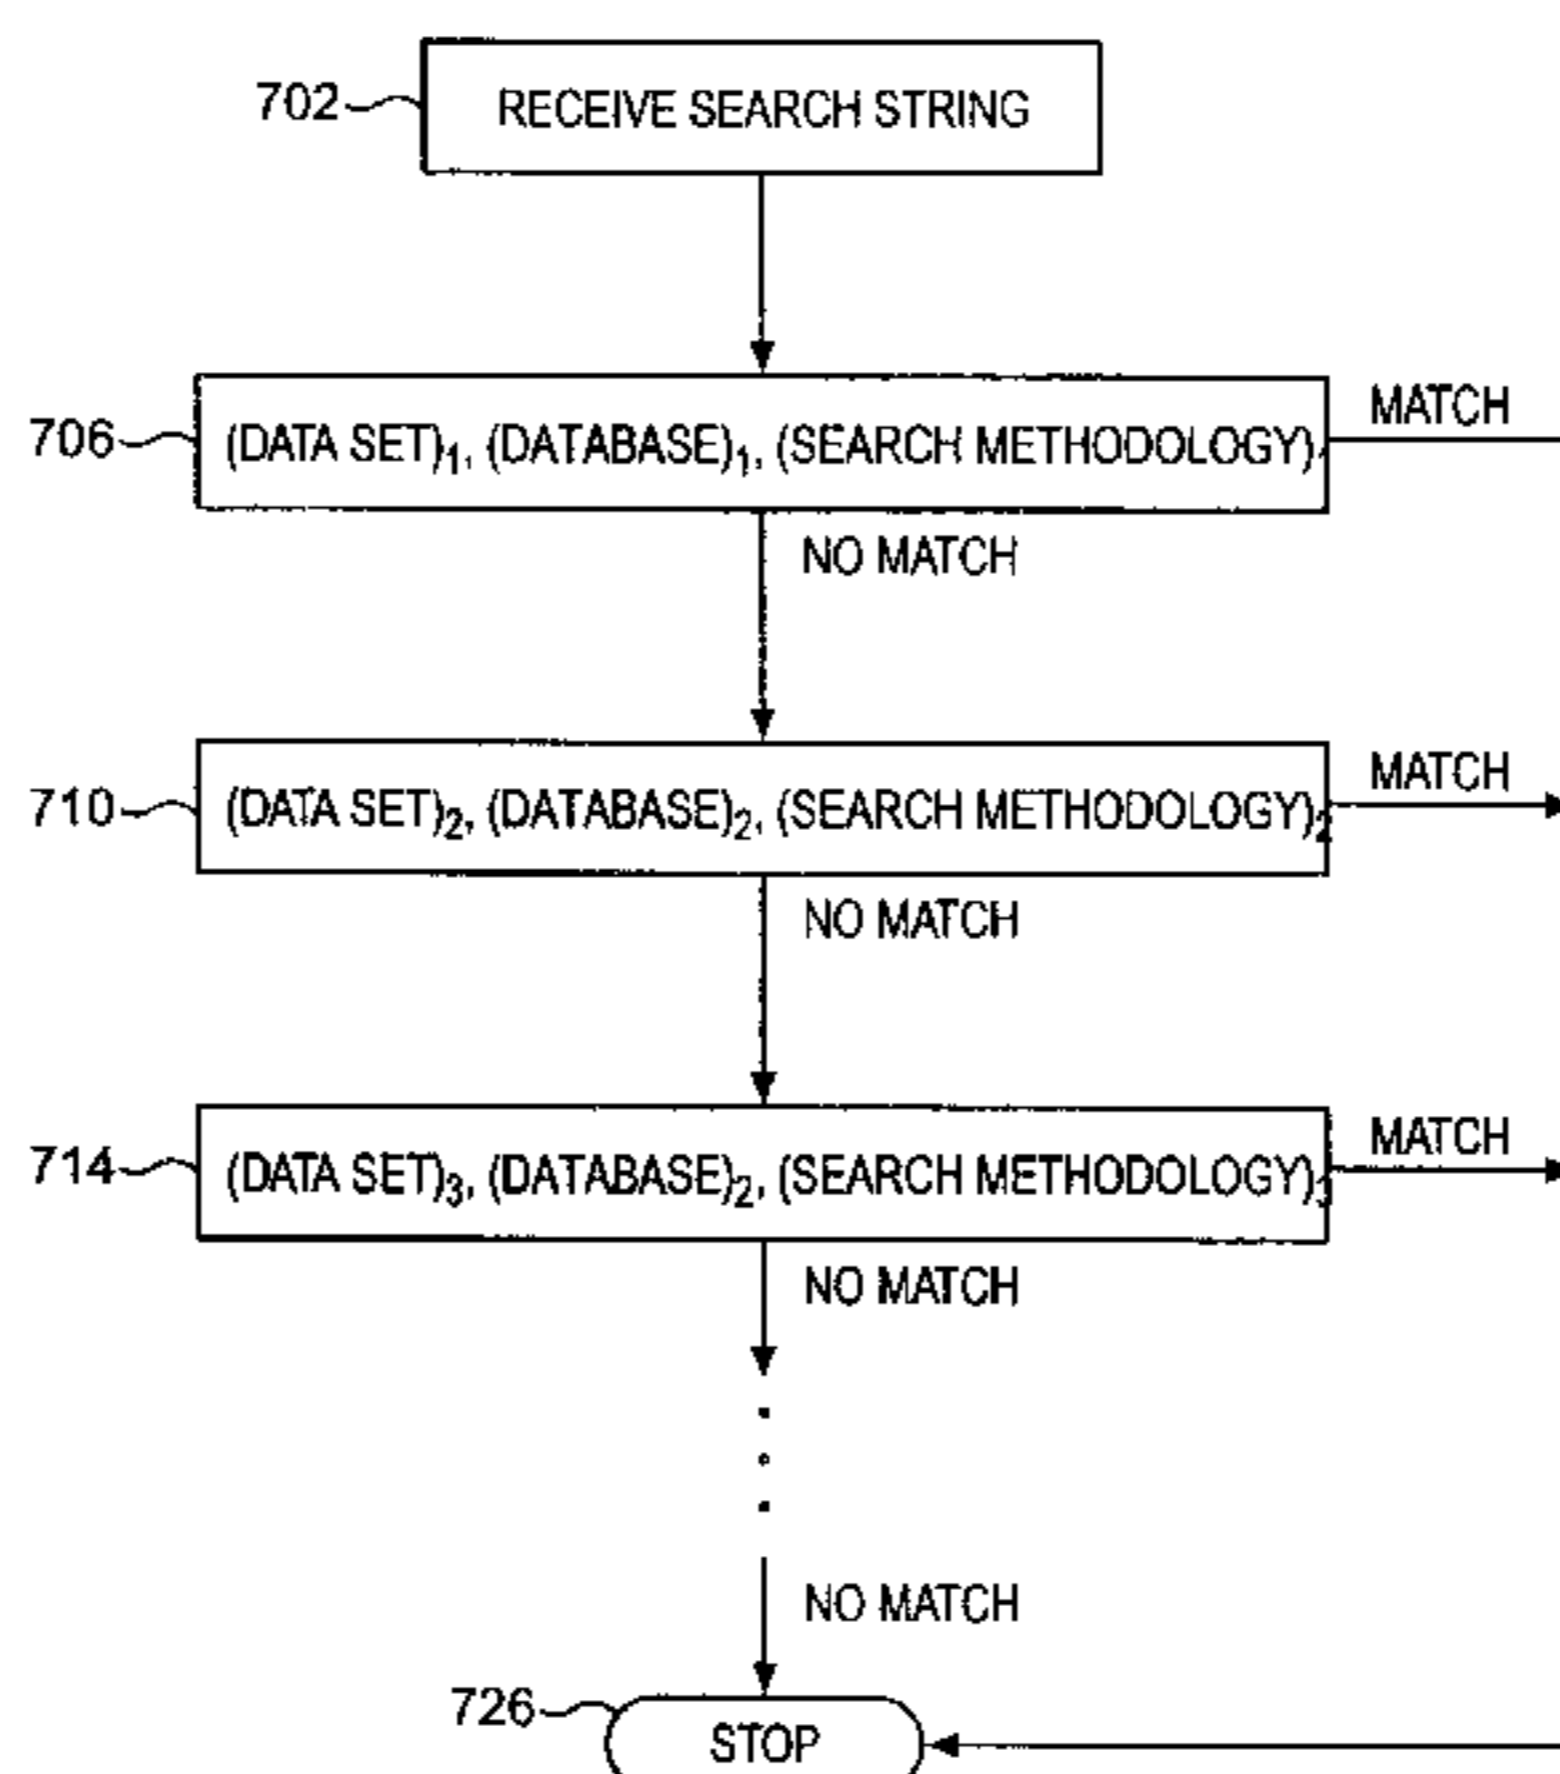 702 RECEIVE SEARCH STRING
706 (DATA SET)₁, (DATABASE)₁, (SEARCH METHODOLOGY) MATCH
NO MATCH
710 (DATA SET)₂, (DATABASE)₂, (SEARCH METHODOLOGY)₂ MATCH
NO MATCH
714 (DATA SET)₃, (DATABASE)₂, (SEARCH METHODOLOGY)₃ MATCH
NO MATCH
NO MATCH
726 STOP